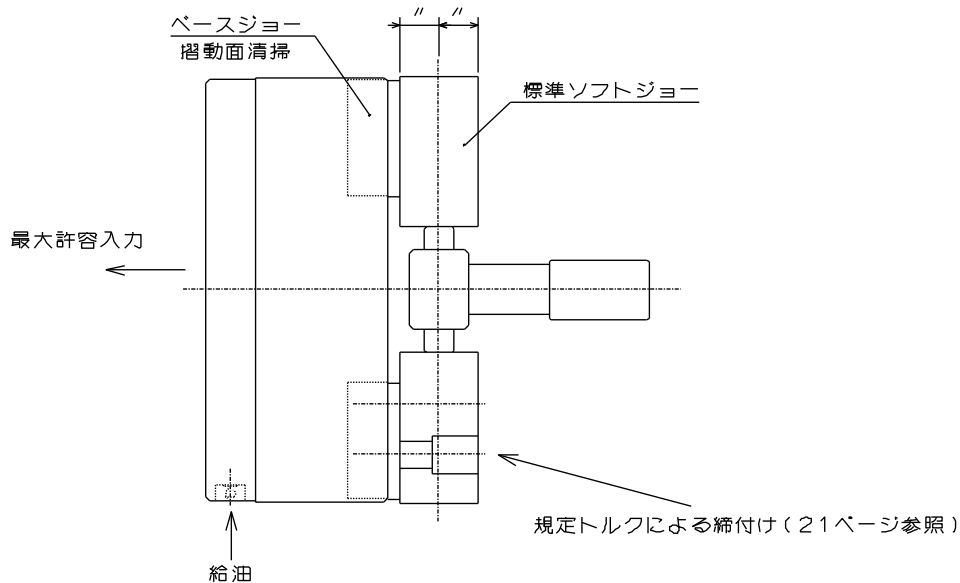 〃 〃
ベースジョー
摺動面清掃
標準ソフトジョー
最大許容入力
規定トルクによる締付け(21ページ参照)
給油